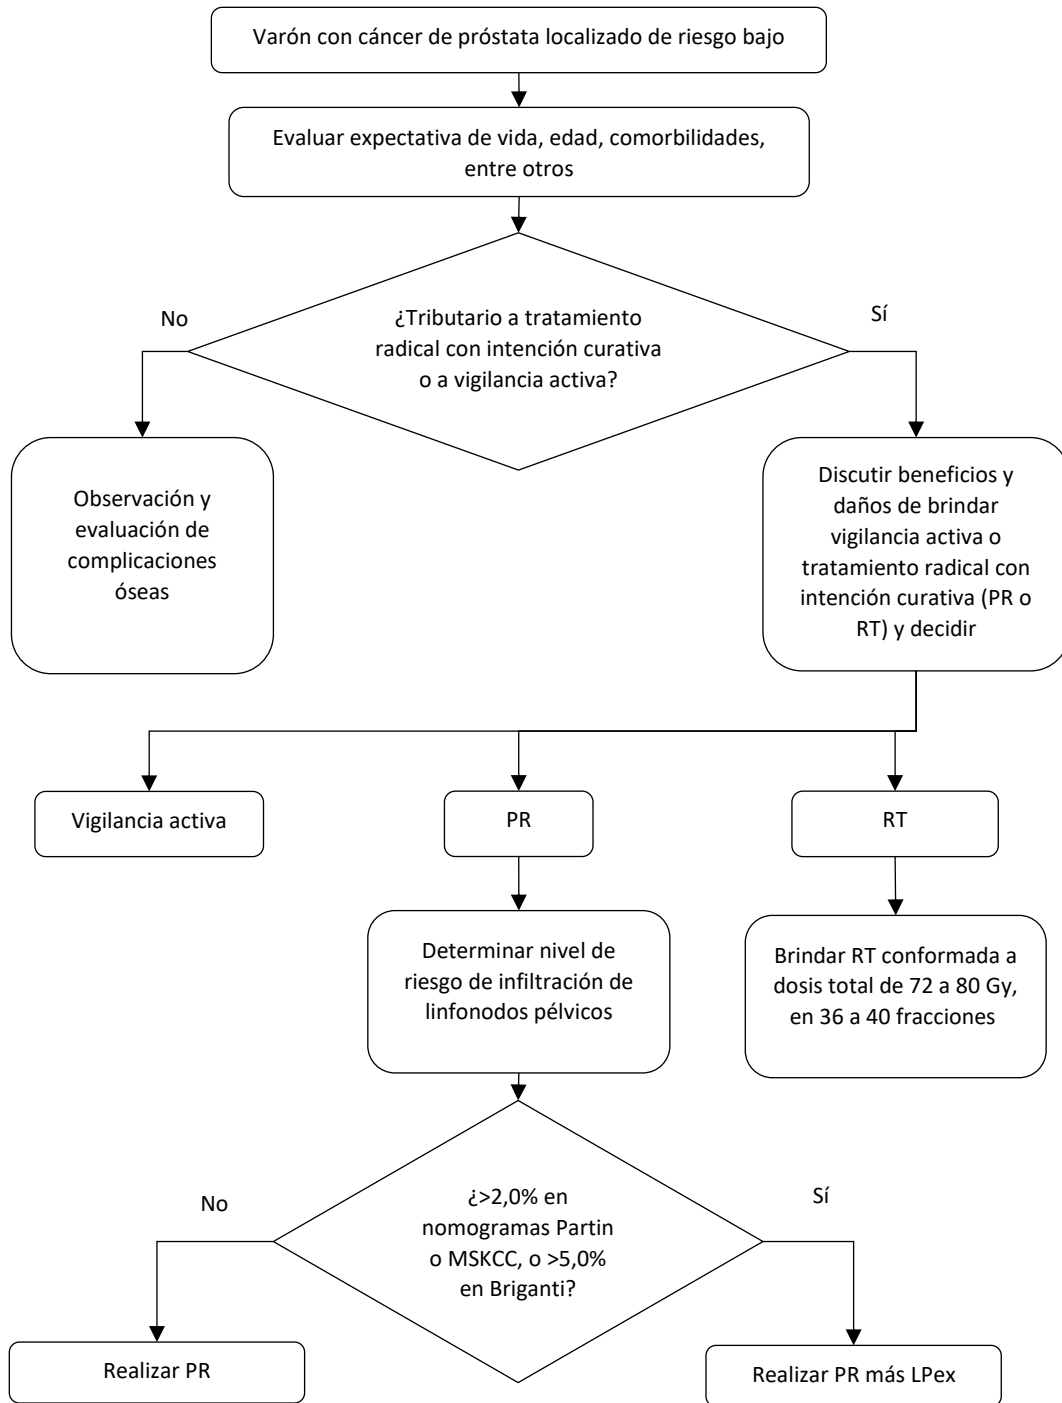 Varón con cáncer de próstata localizado de riesgo bajo
Evaluar expectativa de vida, edad, comorbilidades,
entre otros
No
Sí
¿Tributario a tratamiento
radical con intención curativa
o a vigilancia activa?
Observación y
evaluación de
complicaciones
óseas
Discutir beneficios y
daños de brindar
vigilancia activa o
tratamiento radical con
intención curativa (PR o
RT) y decidir
Vigilancia activa
PR
RT
Determinar nivel de
riesgo de infiltración de
linfonodos pélvicos
Brindar RT conformada a
dosis total de 72 a 80 Gy,
en 36 a 40 fracciones
No
Sí
¿>2,0% en
nomogramas Partin
o MSKCC, o >5,0%
en Briganti?
Realizar PR
Realizar PR más LPex